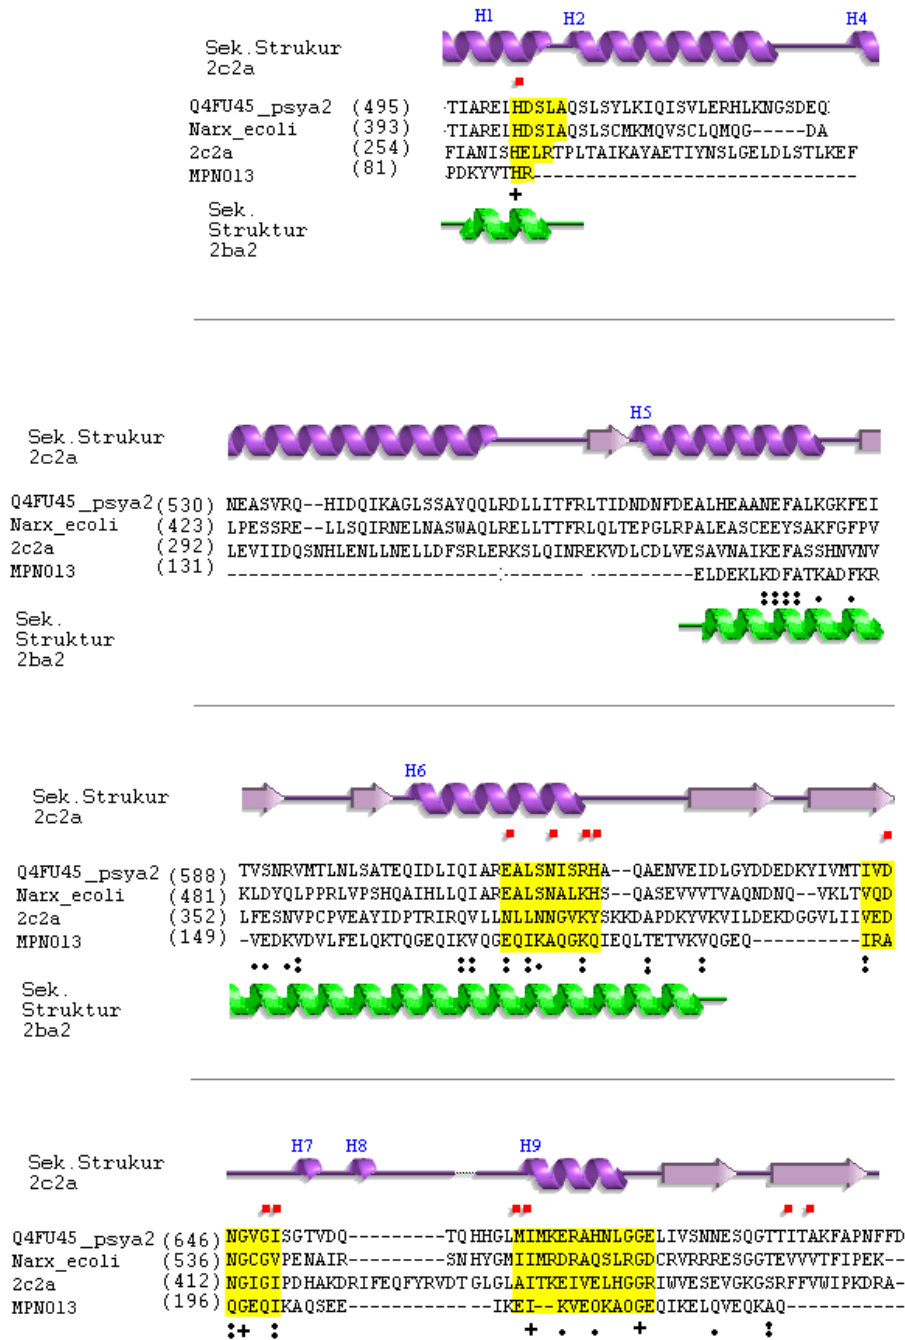 H1 H2 H4
Sek.Strukur
2c2a
Q4FU45_psya2 (495) TIARELHDSLAQSLSYLKIQISVLERHLKNGSDEQ
Narx_ecoli (393) TIARELHDSIAQSLSCMKMQVSCLQMQG-----DA
2c2a (254) FIANISHELRTPLTAIKAYAETIYNSLGELDLSTLKEF
MPN013 (81) PDKYVTHR------------------------------
+
Sek.
Struktur
2ba2
H5
Sek.Strukur
2c2a
Q4FU45_psya2 (530) NEASVRQ--HIDQIKAGLSSAYQQLRDLLITFRLTIDNDNFDEALHEAANEFALKGKFEI
Narx_ecoli (423) LPESSRE--LLSQIRNELNASWAQLRELLTTFRLQLTEPGLRPALEASCEEYSAKFGFPV
2c2a (292) LEVIIDQSNHLENLLNELLDFSRLERKSLQINREKVDLCDLVESAVNAIKEFASSHNVNV
MPN013 (131) -------------------------------------------ELDEKLKDFATKADFKR
: : : : . .
Sek.
Struktur
2ba2
H6
Sek.Strukur
2c2a
Q4FU45_psya2 (588) TVSNRVMTLNLSATEQIDLIQIAREALSNISRHA--QAENVEIDLGYDDEDKYIVMTIVD
Narx_ecoli (481) KLDYQLPPRLVPSHQAIHLLQIAREALSNALKHS--QASEVVVTVAQNDNQ-VKLTVQD
2c2a (352) LFESNVPCPVEAYIDPTRIRQVLLNLLNNGVKYSKKDAPDKYVKVILDEKDGGVLIIVED
MPN013 (149) -VEDKVDVLFELQKTQGEQIKVQGEQIKAQGKQIEQLTETVKVQGEQ----------IRA
. . . : : : : : . : : : :
Sek.
Struktur
2ba2
H7 H8 H9
Sek.Strukur
2c2a
Q4FU45_psya2 (646) NGVGISGTVDQ----------TQHHGLMIMKERAHNLGGELIVSNNESQGTTITAKFAPNFFD
Narx_ecoli (536) NGCGVPENAIR----------SNHYGMIIMRDRAQSLRGDCRVRRRESGGTEVVVTFIPEK--
2c2a (412) NGIGIPDHAKDRIFEQFYRVDTGLGLAITKEIVELHGGRIWVESEVGKGSRFFVWIPKDRA-
MPN013 (196) QGEQIKAQSEE------------IKEI--KVEQKAQGEQIKELQVEQKAQ-----------
: + : + . . + . :